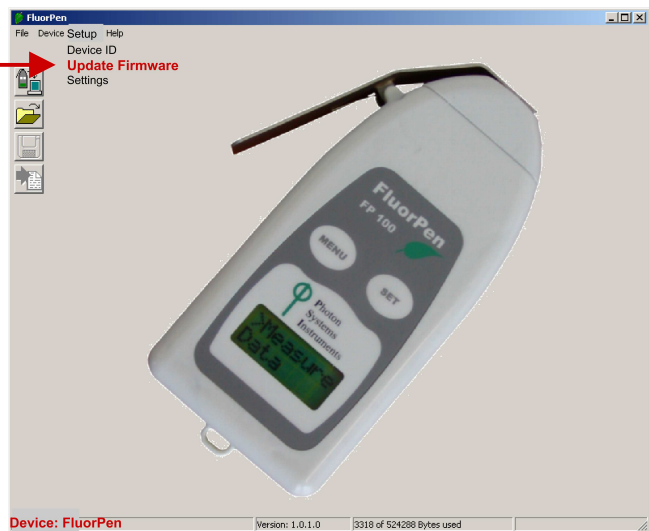 FluorPen
File Device Setup Help
Device ID
Update Firmware
Settings
FluorPen
FP 100
MENU
SET
Photon
Systems
Instruments
>Measure
Data
Device: FluorPen
Version: 1.0.1.0
3318 of 524288 Bytes used